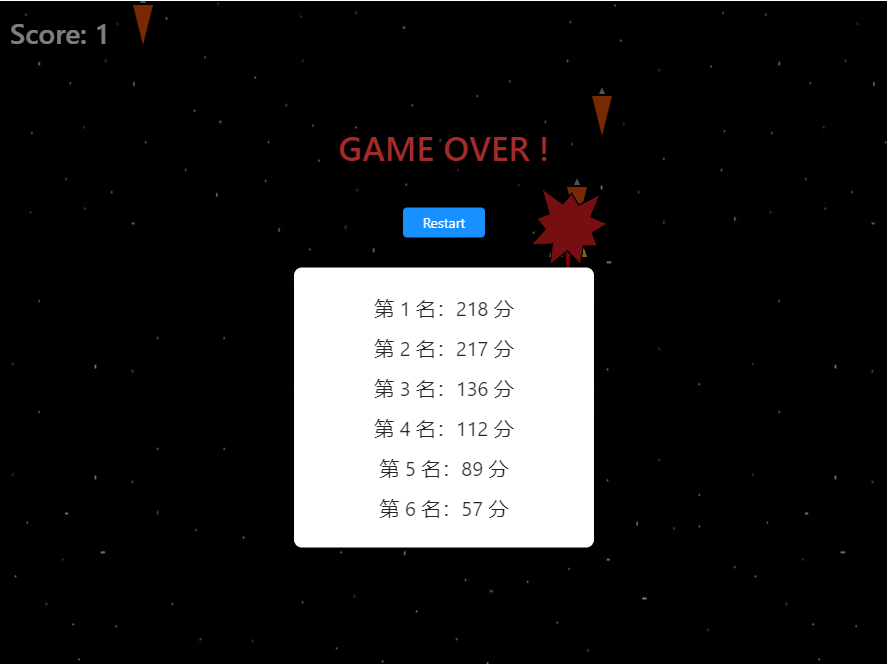 Score: 1
GAME OVER !
Restart
第 1 名：218 分
第 2 名：217 分
第 3 名：136 分
第 4 名：112 分
第 5 名：89 分
第 6 名：57 分